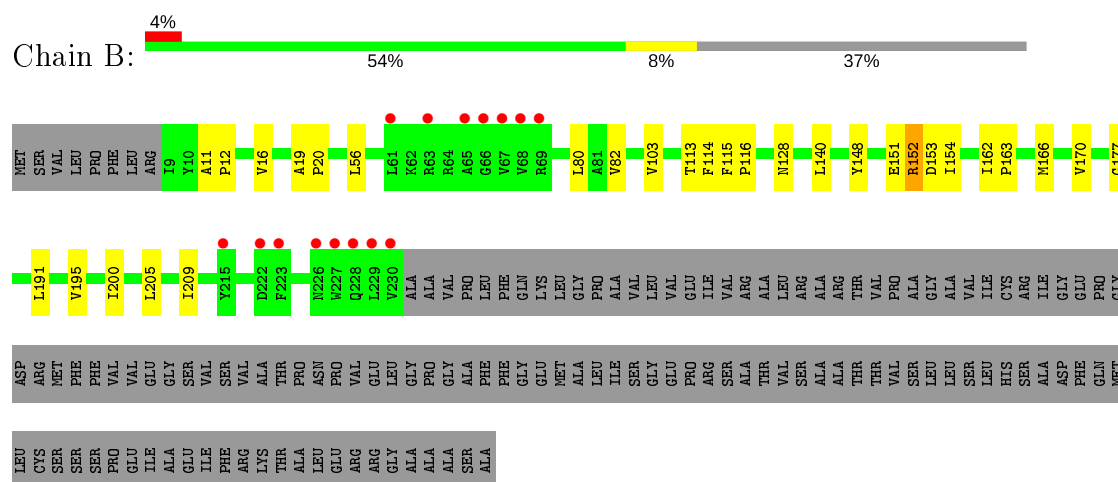 4%
Chain B:
54% 8% 37%
MET SER VAL LEU PRO PHE LEU ARG I9 Y10 A11 P12 V16 A19 P20 L56 L61 K62 R63 R64 A65 G66 V67 V68 R69 L80 A81 V82 V103 T113 F114 F115 P116 N128 L140 Y148 E151 R152 D153 I154 I162 P163 M166 V170 G177
L191 V195 I200 L205 I209 Y215 D222 F223 N226 W227 Q228 L229 V230 ALA ALA VAL PRO LEU PHE GLN LYS LEU GLY PRO ALA VAL LEU VAL GLU ILE VAL ARG ALA LEU ARG ALA ARG THR VAL PRO ALA GLY ALA VAL ILE CYS ARG ILE GLY GLU PRO GLY
ASP ARG MET PHE PHE VAL VAL GLU GLY SER VAL SER VAL ALA THR PRO ASN PRO VAL GLU LEU GLY PRO GLY ALA PHE PHE GLY GLU MET ALA LEU ILE SER GLY GLU PRO ARG SER ALA THR VAL SER ALA ALA THR THR VAL SER LEU LEU SER LEU HIS SER ALA ASP PHE GLN MET
LEU CYS SER SER SER PRO GLU ILE ALA GLU ILE PHE ARG LYS THR ALA LEU GLU ARG ARG GLY ALA ALA ALA SER ALA